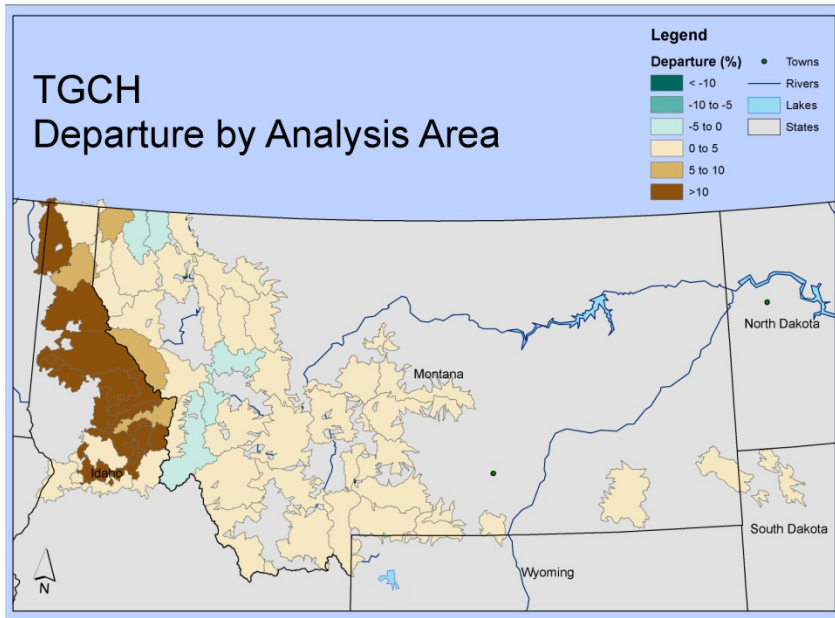 TGCH
Departure by Analysis Area
Legend
Departure (%)
< -10
-10 to -5
-5 to 0
0 to 5
5 to 10
>10
Towns
Rivers
Lakes
States
North Dakota
Montana
Idaho
South Dakota
Wyoming
N